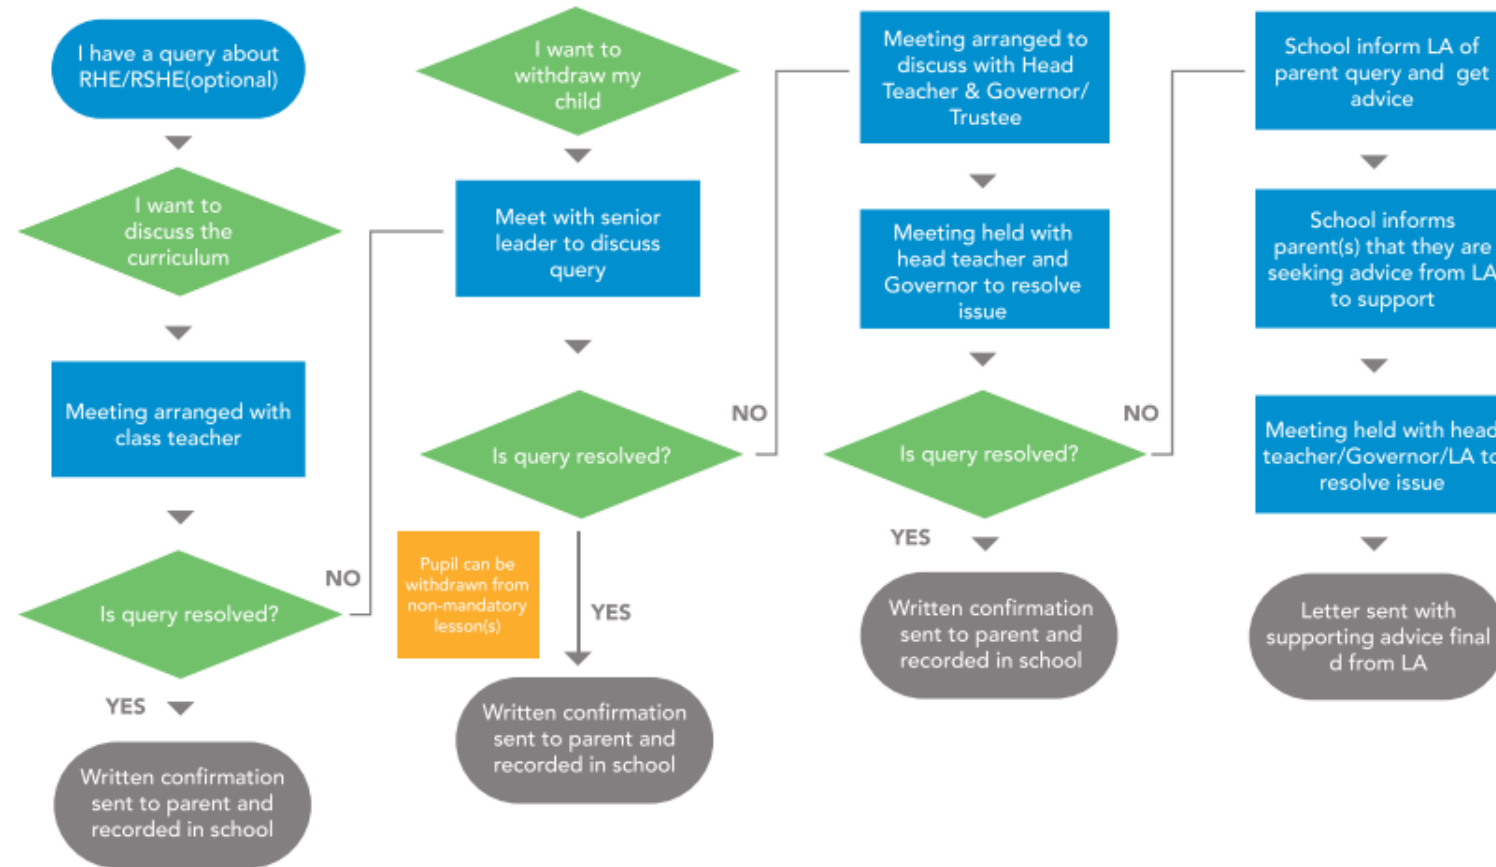 I have a query about
RHE/RSHE(optional)
I want to
discuss the
curriculum
Meeting arranged with
class teacher
NO
Is query resolved?
YES
Written confirmation
sent to parent and
recorded in school
I want to
withdraw my
child
Meet with senior
leader to discuss
query
NO
Is query resolved?
Pupil can be
withdrawn from
non-mandatory
lesson(s)
YES
Written confirmation
sent to parent and
recorded in school
Meeting arranged to
discuss with Head
Teacher & Governor/
Trustee
Meeting held with
head teacher and
Governor to resolve
issue
NO
Is query resolved?
YES
Written confirmation
sent to parent and
recorded in school
School inform LA of
parent query and get
advice
School informs
parent(s) that they are
seeking advice from LA
to support
Meeting held with head
teacher/Governor/LA to
resolve issue
Letter sent with
supporting advice final
d from LA